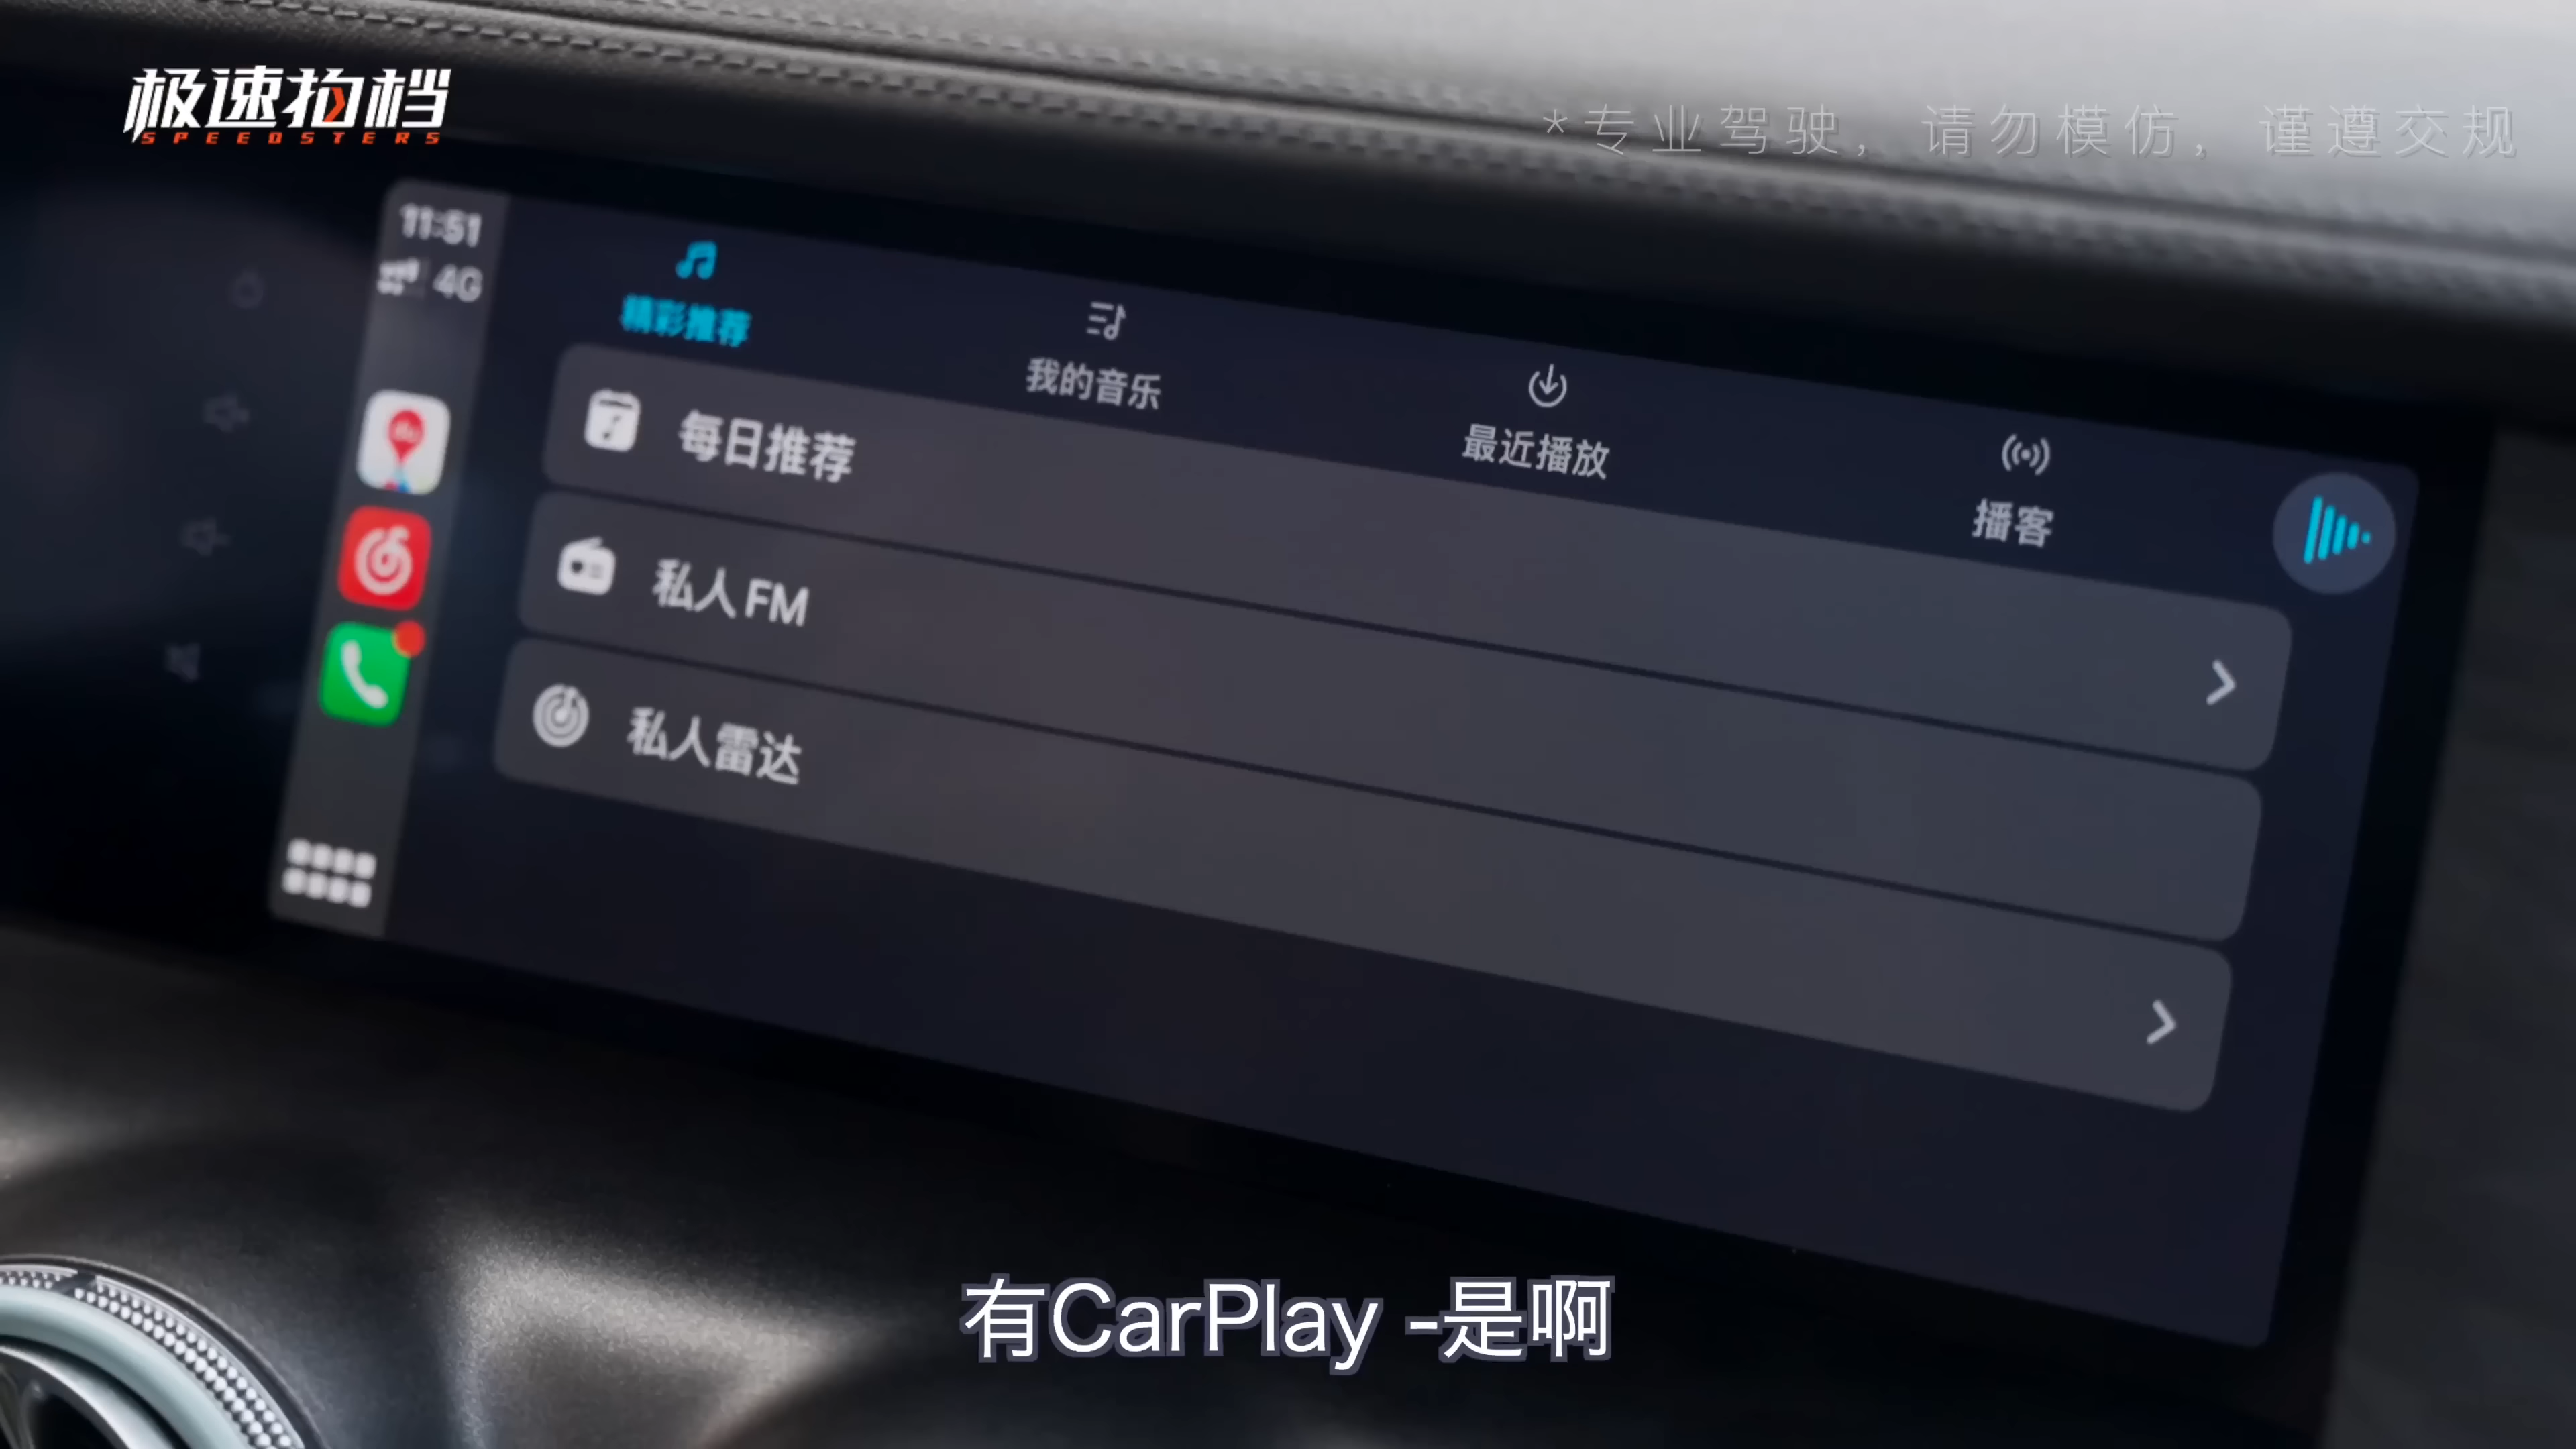 极速拍档
SPEEDSTERS
*专业驾驶，请勿模仿，谨遵交规
11:51
4G
精彩推荐
我的音乐
最近播放
播客
每日推荐
私人FM
私人雷达
有CarPlay -是啊